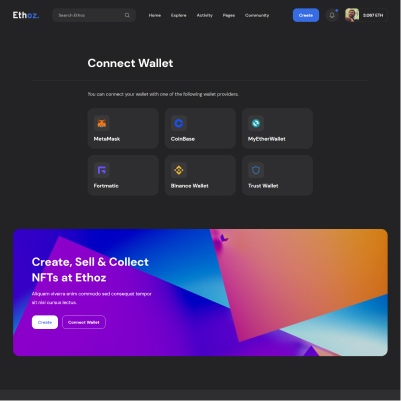 Ethoz.
Search Ethoz
Home
Explore
Activity
Pages
Community
Create
3.097 ETH
Connect Wallet
You can connect your wallet with one of the following wallet providers.
MetaMask
CoinBase
MyEtherWallet
Fortmatic
Binance Wallet
Trust Wallet
Create, Sell & Collect
NFTs at Ethoz
Aliquam viverra enim commodo sed consequat tempor
sit nisi cursus lectus.
Create
Connect Wallet